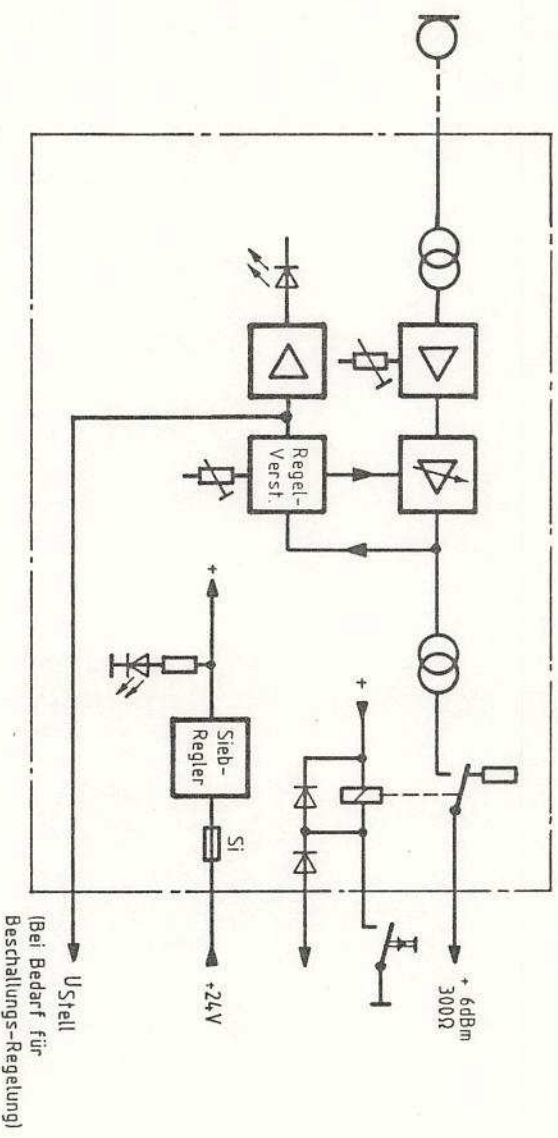 + 6dBm
300Ω
+
Regel-
Verst.
+
Sieb-
Regler
Si
+24V
UStell
(Bei Bedarf für
Beschallungs-Regelung)